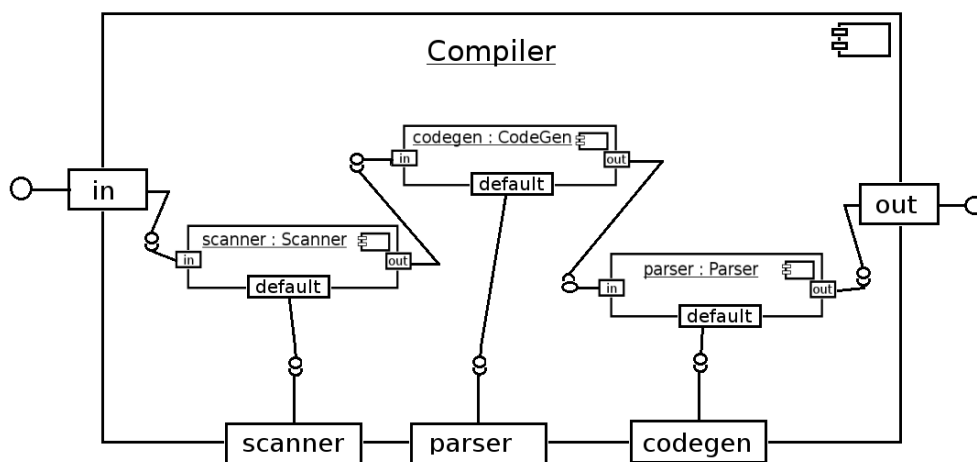 Compiler
codegen : CodeGen
in
out
default
in
out
scanner : Scanner
in
out
default
parser : Parser
in
out
default
scanner
parser
codegen